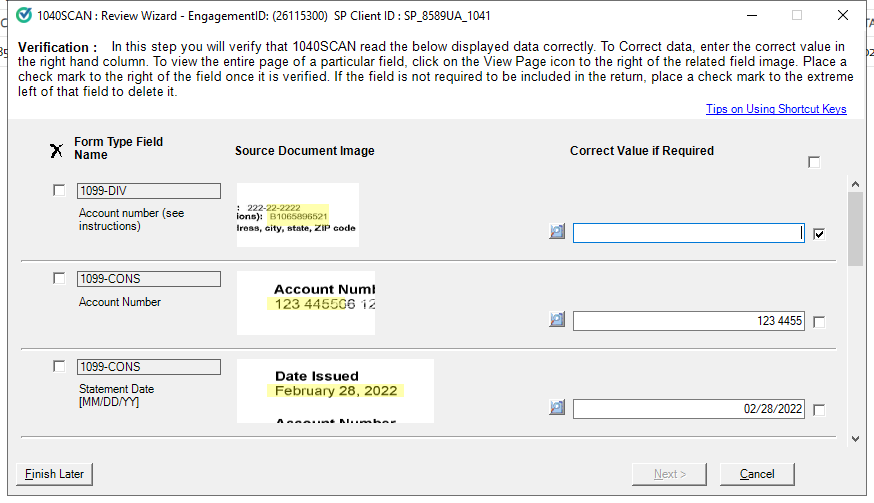 1040SCAN : Review Wizard - EngagementID: (26115300)  SP Client ID : SP_8589UA_1041
Verification :  In this step you will verify that 1040SCAN read the below displayed data correctly. To Correct data, enter the correct value in
the right hand column. To view the entire page of a particular field, click on the View Page icon to the right of the related field image. Place a
check mark to the right of the field once it is verified. If the field is not required to be included in the return, place a check mark to the extreme
left of that field to delete it.
Tips on Using Shortcut Keys
Form Type Field
Name
Source Document Image
Correct Value if Required
1099-DIV
Account number (see
instructions)
: 222-22-2222
ions): B1065896521
lress, city, state, ZIP code
1099-CONS
Account Number
Account Numl
123 445566 12
123 4455
1099-CONS
Statement Date
[MM/DD/YY]
Date Issued
February 28, 2022
Account Number
02/28/2022
Finish Later
Next >
Cancel